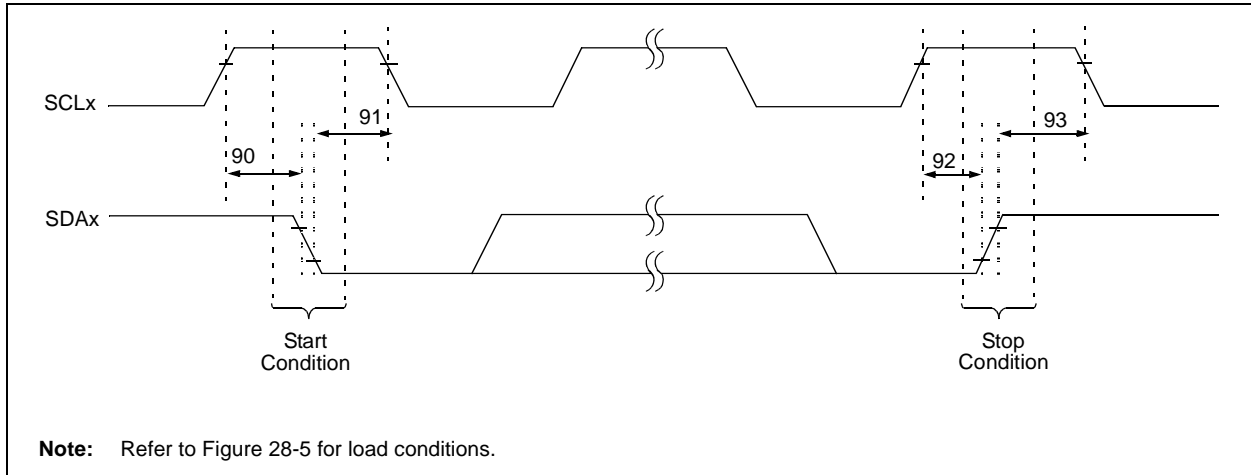 SCLx
91
93
90
92
SDAx
Start
Condition
Stop
Condition
Note: Refer to Figure 28-5 for load conditions.